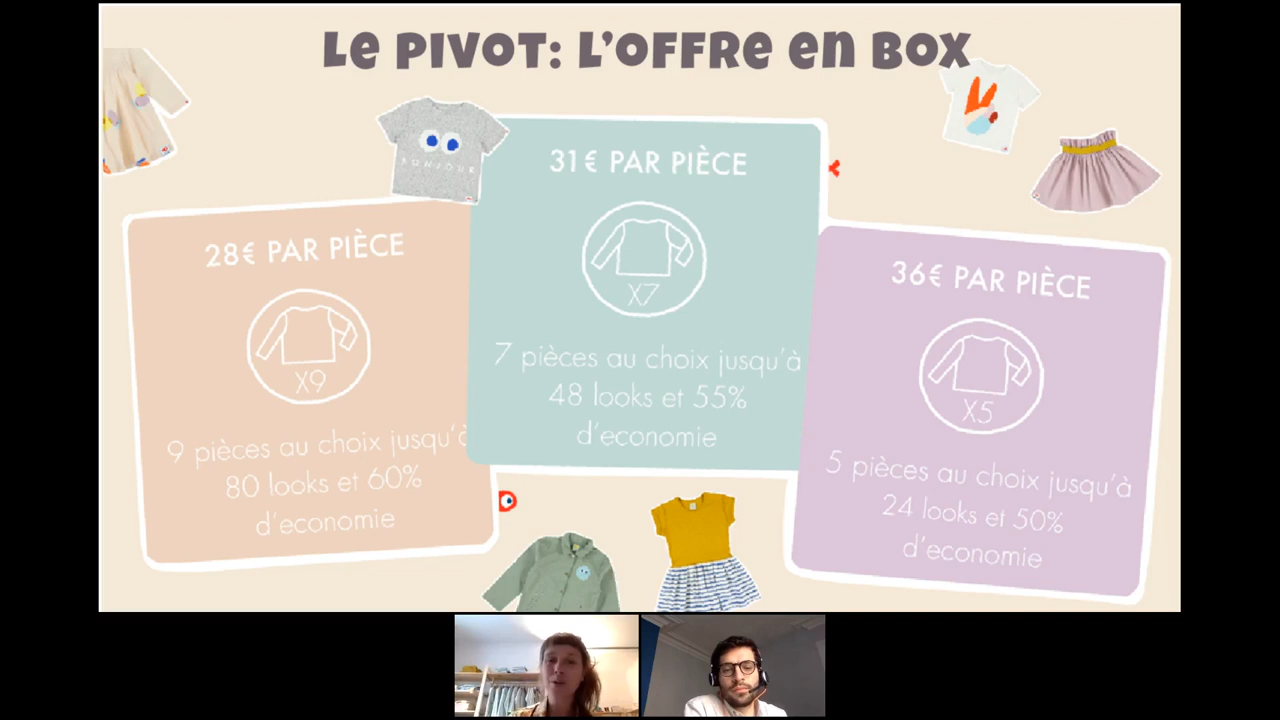 Le PIVOT: L'OFFRE en BOX
BONJOUR
28€ PAR PIÈCE
X9
9 pièces au choix jusqu'à
80 looks et 60%
d'economie
31€ PAR PIÈCE
X7
7 pièces au choix jusqu'à
48 looks et 55%
d'economie
36€ PAR PIÈCE
X5
5 pièces au choix jusqu'à
24 looks et 50%
d'economie